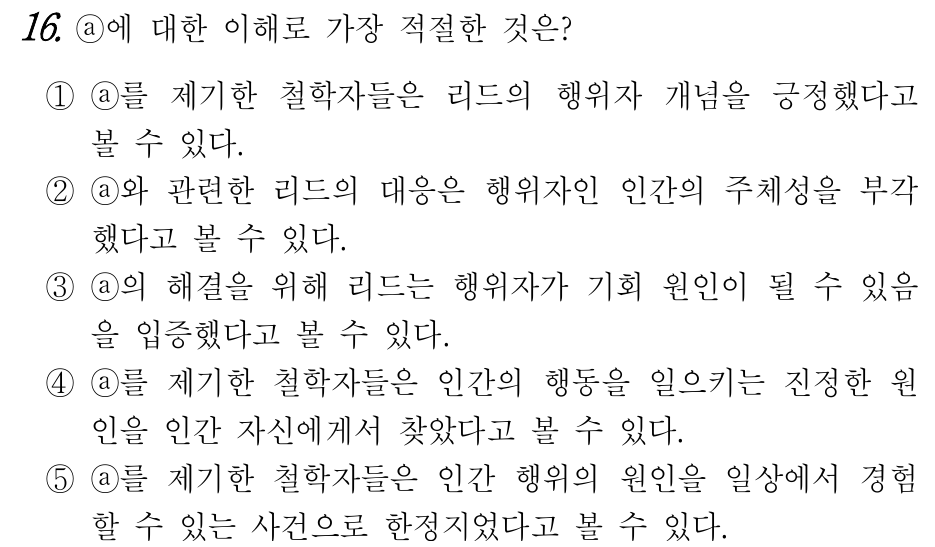 16. ⓐ에 대한 이해로 가장 적절한 것은?
① ⓐ를 제기한 철학자들은 리드의 행위자 개념을 긍정했다고
볼 수 있다.
② ⓐ와 관련한 리드의 대응은 행위자인 인간의 주체성을 부각
했다고 볼 수 있다.
③ ⓐ의 해결을 위해 리드는 행위자가 기회 원인이 될 수 있음
을 입증했다고 볼 수 있다.
④ ⓐ를 제기한 철학자들은 인간의 행동을 일으키는 진정한 원
인을 인간 자신에게서 찾았다고 볼 수 있다.
⑤ ⓐ를 제기한 철학자들은 인간 행위의 원인을 일상에서 경험
할 수 있는 사건으로 한정지었다고 볼 수 있다.